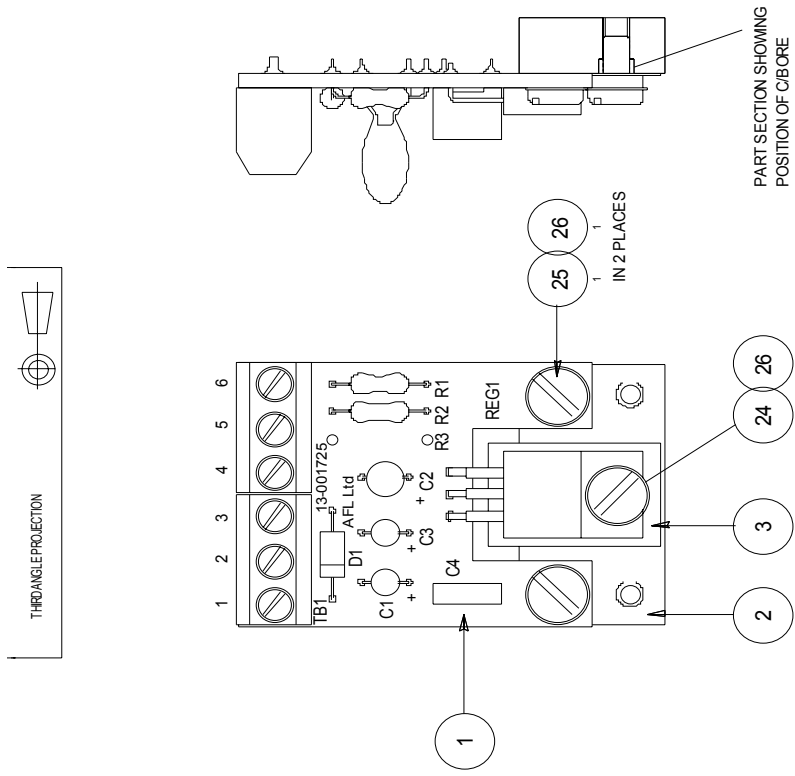 THIRD ANGLE PROJECTION
PART SECTION SHOWING
POSITION OF C/BORE
25
26
1
1
IN 2 PLACES
1
2
3
4
5
6
TB1
13-001725
AFL Ltd
D1
R1
R2
R3
C1
+
C3
+
C2
+
C4
REG1
24
26
1
2
3